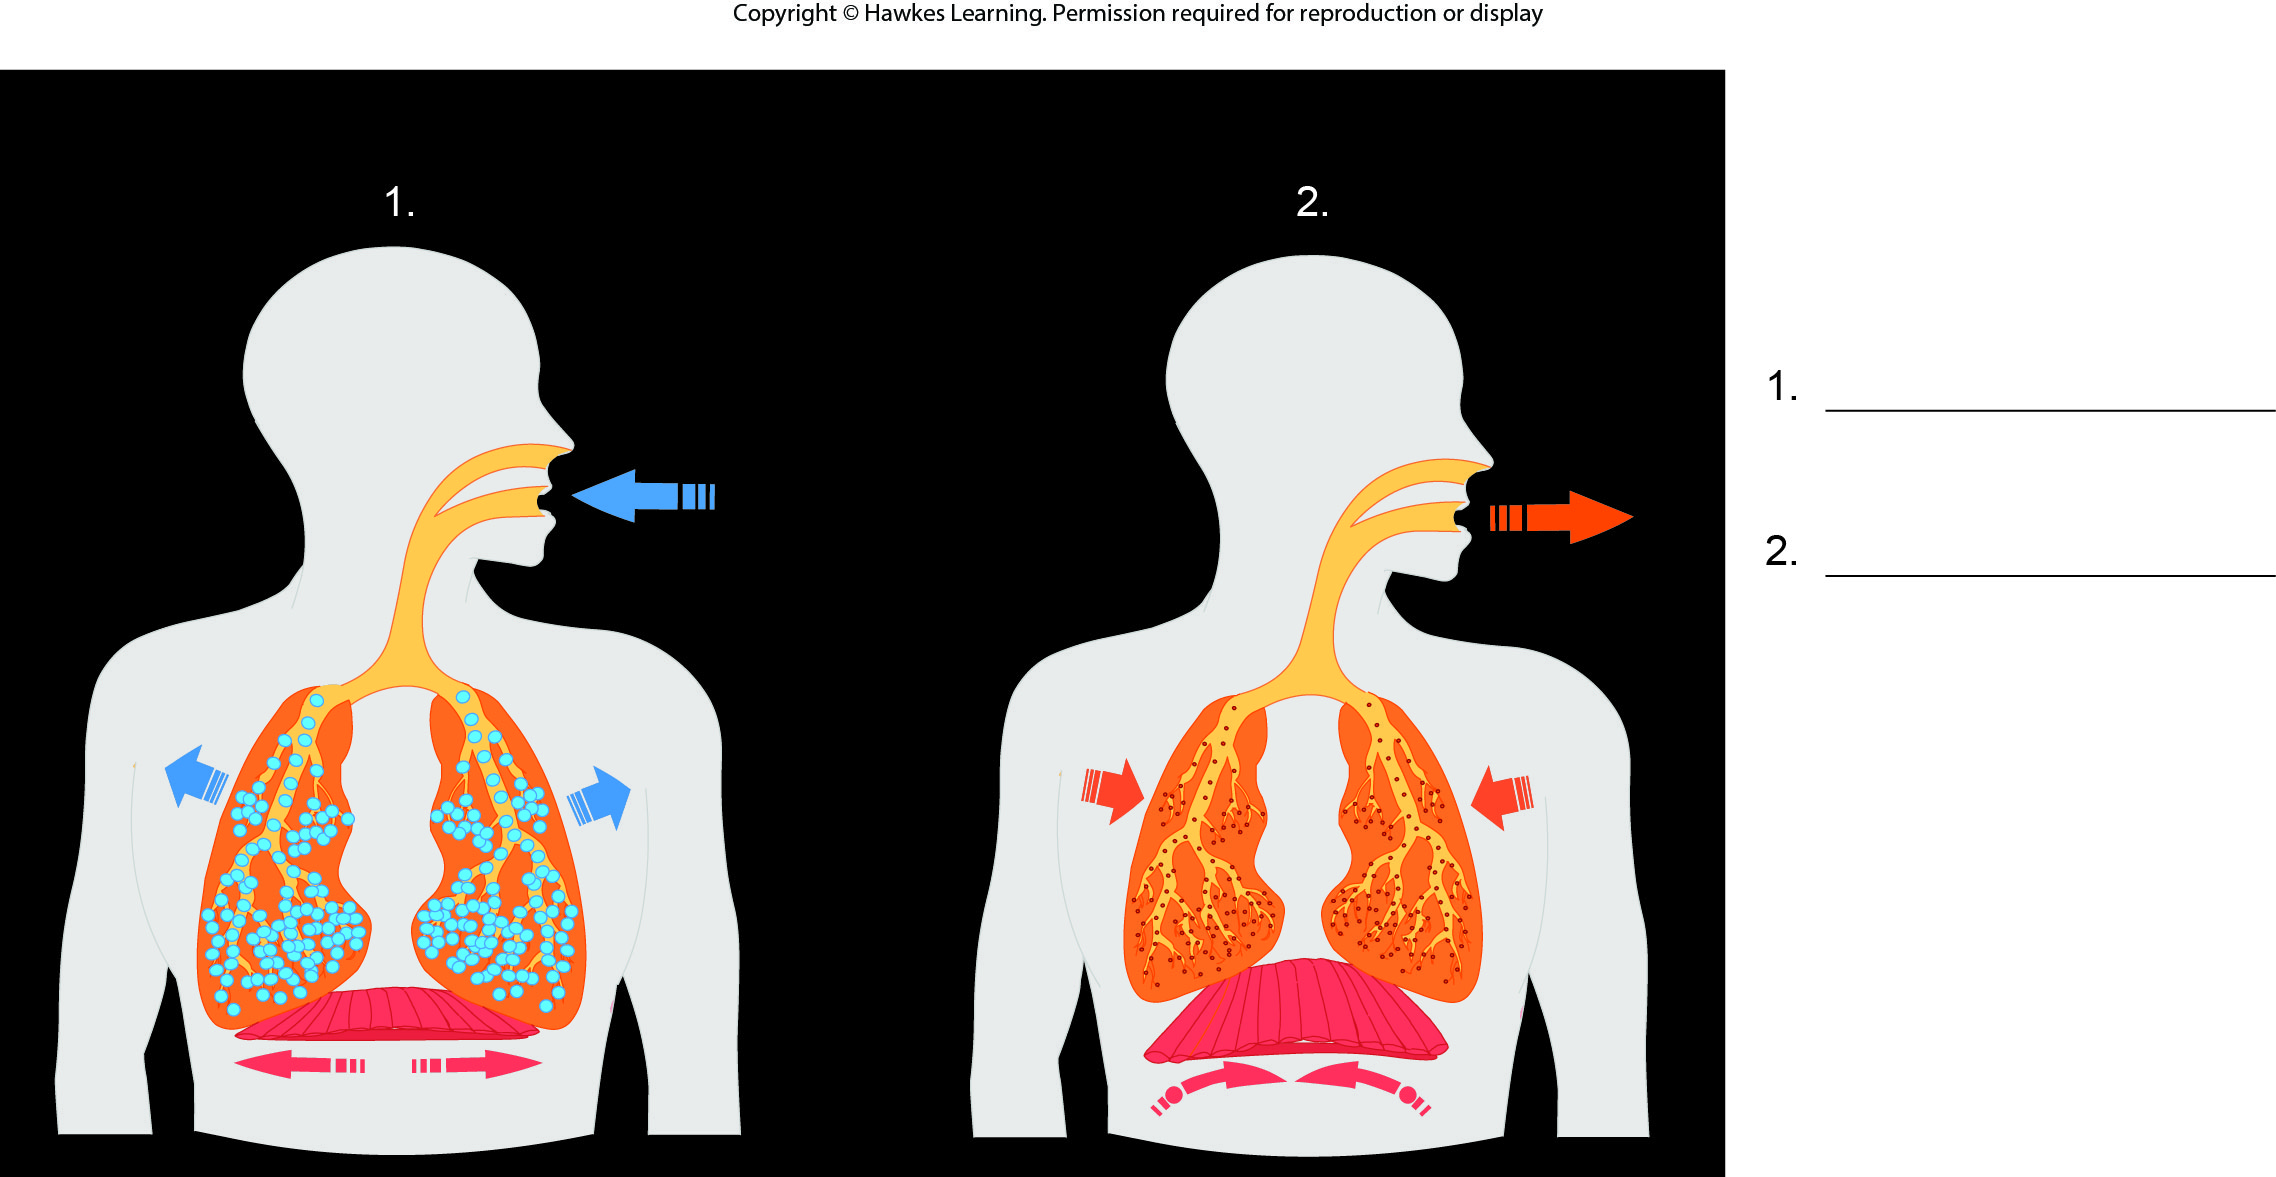 Copyright © Hawkes Learning. Permission required for reproduction or display
1.
2.
1.
2.